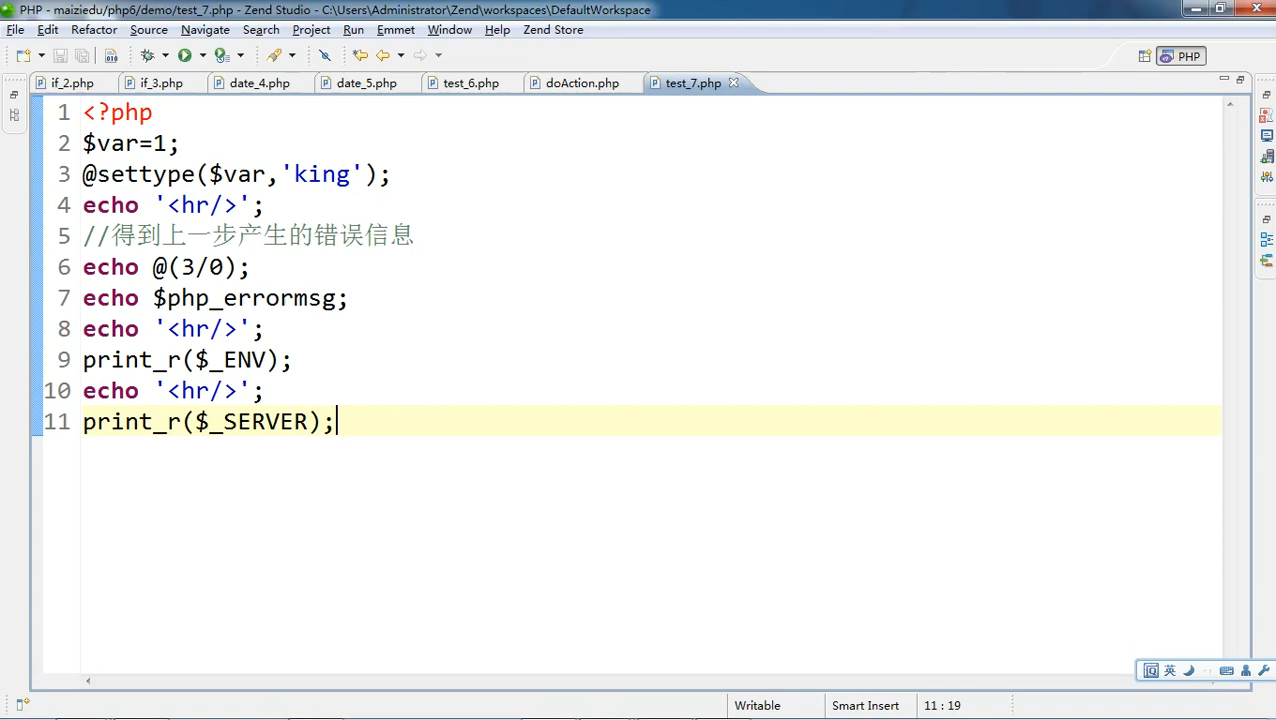 PHP - maiziedu/php6/demo/test_7.php - Zend Studio - C:\Users\Administrator\Zend\workspaces\DefaultWorkspace
File Edit Refactor Source Navigate Search Project Run Emmet Window Help Zend Store
PHP
if_2.php if_3.php date_4.php date_5.php test_6.php doAction.php test_7.php
1 <?php
2 $var=1;
3 @settype($var,'king');
4 echo '<hr/>';
5 //得到上一步产生的错误信息
6 echo @(3/0);
7 echo $php_errormsg;
8 echo '<hr/>';
9 print_r($_ENV);
10 echo '<hr/>';
11 print_r($_SERVER);
英
Writable Smart Insert 11 : 19